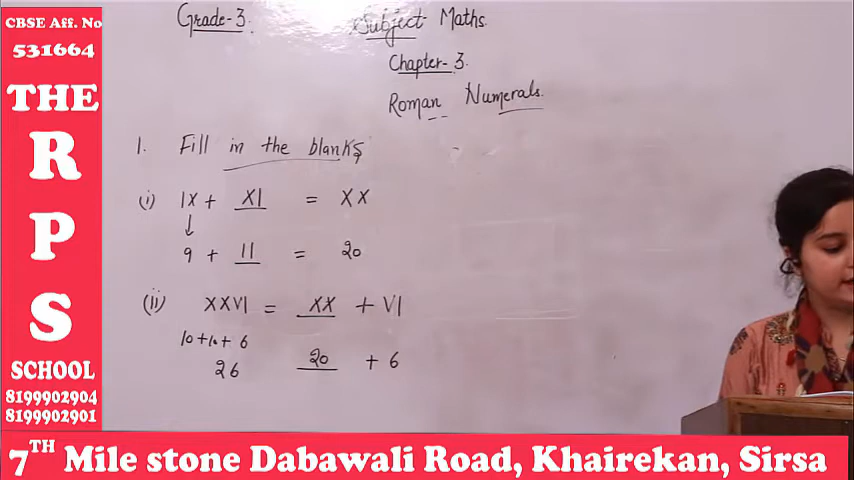 CBSE Aff. No
531664
THE
R
P
S
SCHOOL
8199902904
8199902901
Grade-3. Subject- Maths.
Chapter-3.
Roman Numerals.
1. Fill in the blanks
(i) IX + XI = XX
↓
9 + 11 = 20
(ii) XXVI = XX + VI
10+10+6
26 20 + 6
7TH Mile stone Dabawali Road, Khairekan, Sirsa